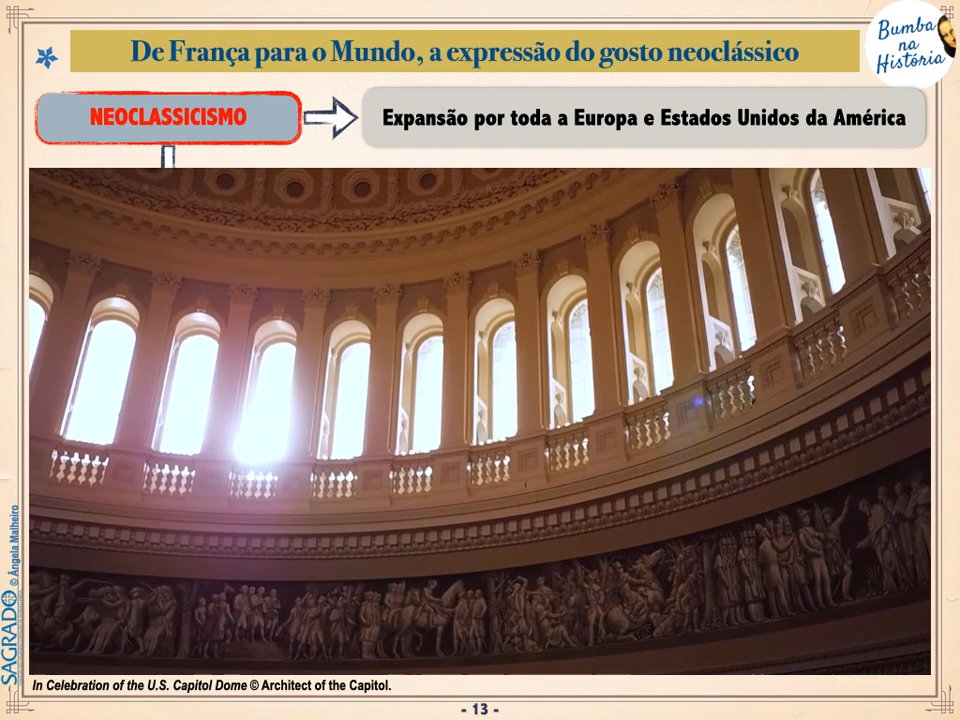 De França para o Mundo, a expressão do gosto neoclássico
Bumba
na
História
NEOCLASSICISMO
Expansão por toda a Europa e Estados Unidos da América
SAGRADO
© Ângela Malheiro
In Celebration of the U.S. Capitol Dome © Architect of the Capitol.
- 13 -